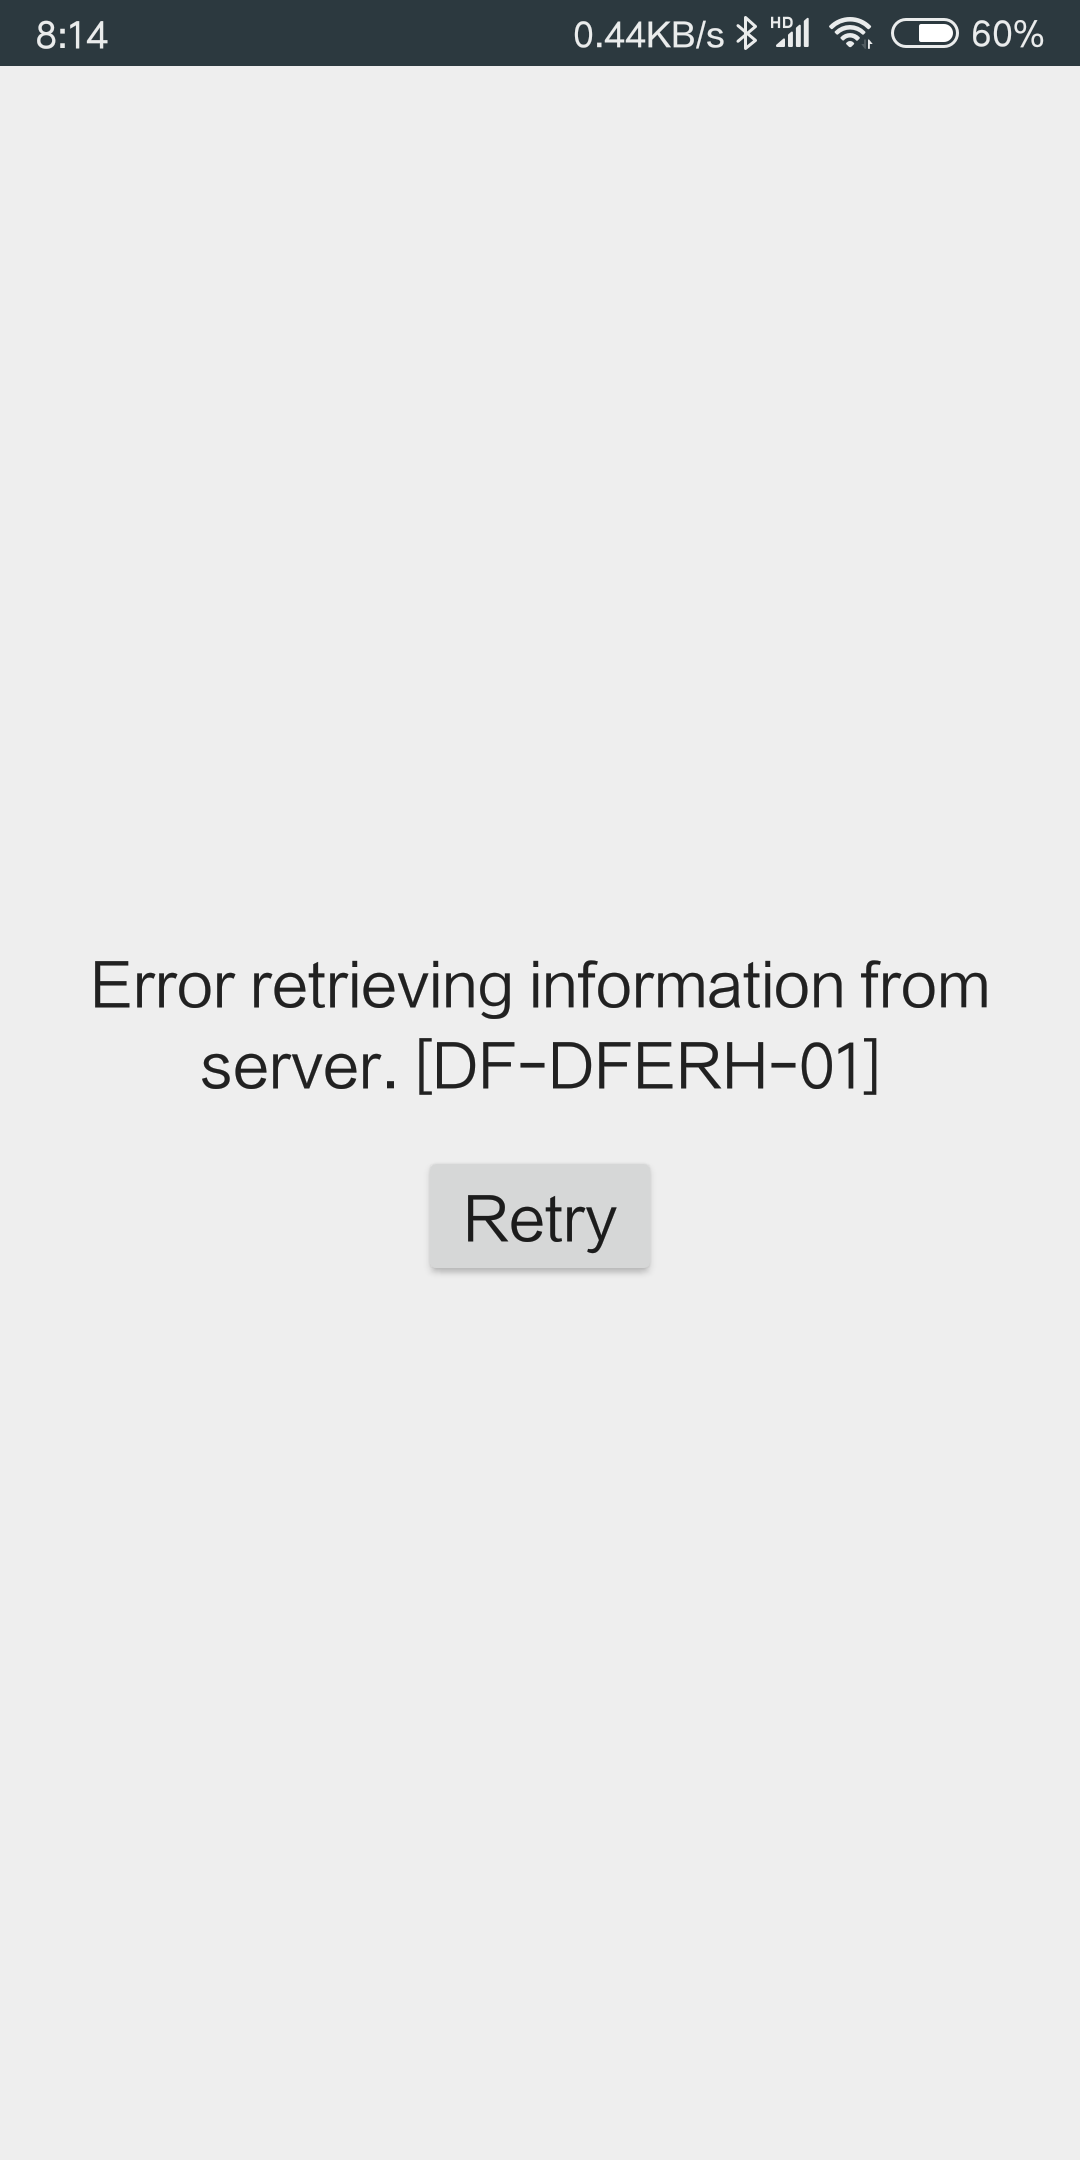 8:14 0.44KB/s HD 60%
Error retrieving information from
server. [DF-DFERH-01]
Retry